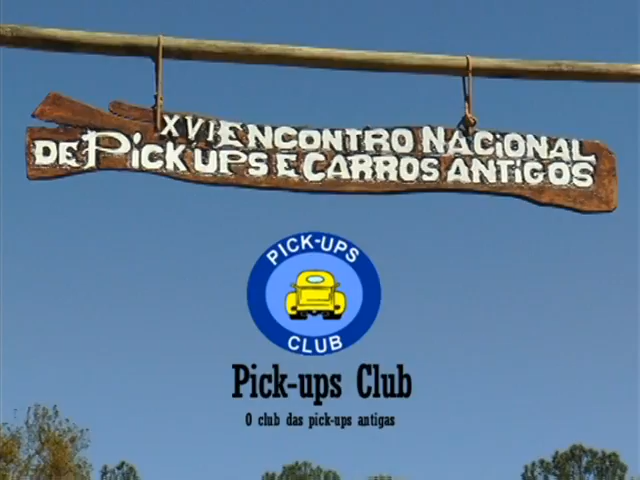 XVI ENCONTRO NACIONAL
DE PICK UPS E CARROS ANTIGOS
PICK-UPS
CLUB
Pick-ups Club
O club das pick-ups antigas